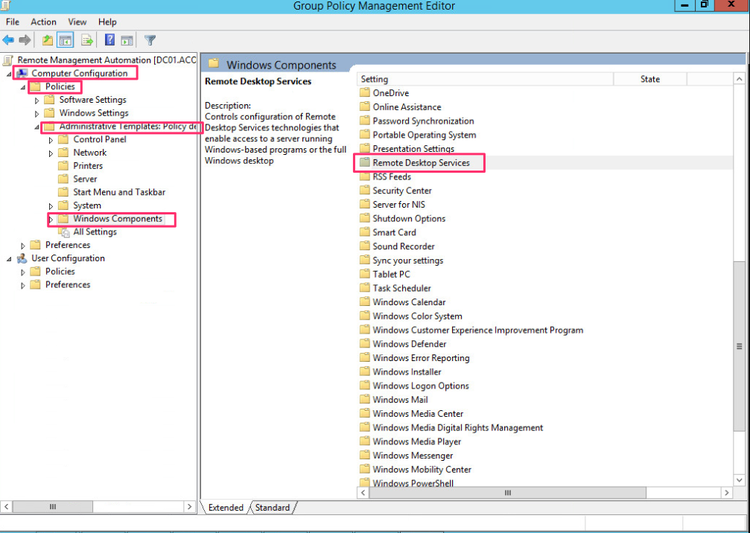 Group Policy Management Editor
File Action View Help
Remote Management Automation [DC01.ACC
Computer Configuration
Policies
Software Settings
Windows Settings
Administrative Templates: Policy de
Control Panel
Network
Printers
Server
Start Menu and Taskbar
System
Windows Components
All Settings
Preferences
User Configuration
Policies
Preferences
Windows Components
Remote Desktop Services
Description:
Controls configuration of Remote
Desktop Services technologies that
enable access to a server running
Windows-based programs or the full
Windows desktop
Setting State
OneDrive
Online Assistance
Password Synchronization
Portable Operating System
Presentation Settings
Remote Desktop Services
RSS Feeds
Security Center
Server for NIS
Shutdown Options
Smart Card
Sound Recorder
Sync your settings
Tablet PC
Task Scheduler
Windows Calendar
Windows Color System
Windows Customer Experience Improvement Program
Windows Defender
Windows Error Reporting
Windows Installer
Windows Logon Options
Windows Mail
Windows Media Center
Windows Media Digital Rights Management
Windows Media Player
Windows Messenger
Windows Mobility Center
Windows PowerShell
Extended Standard